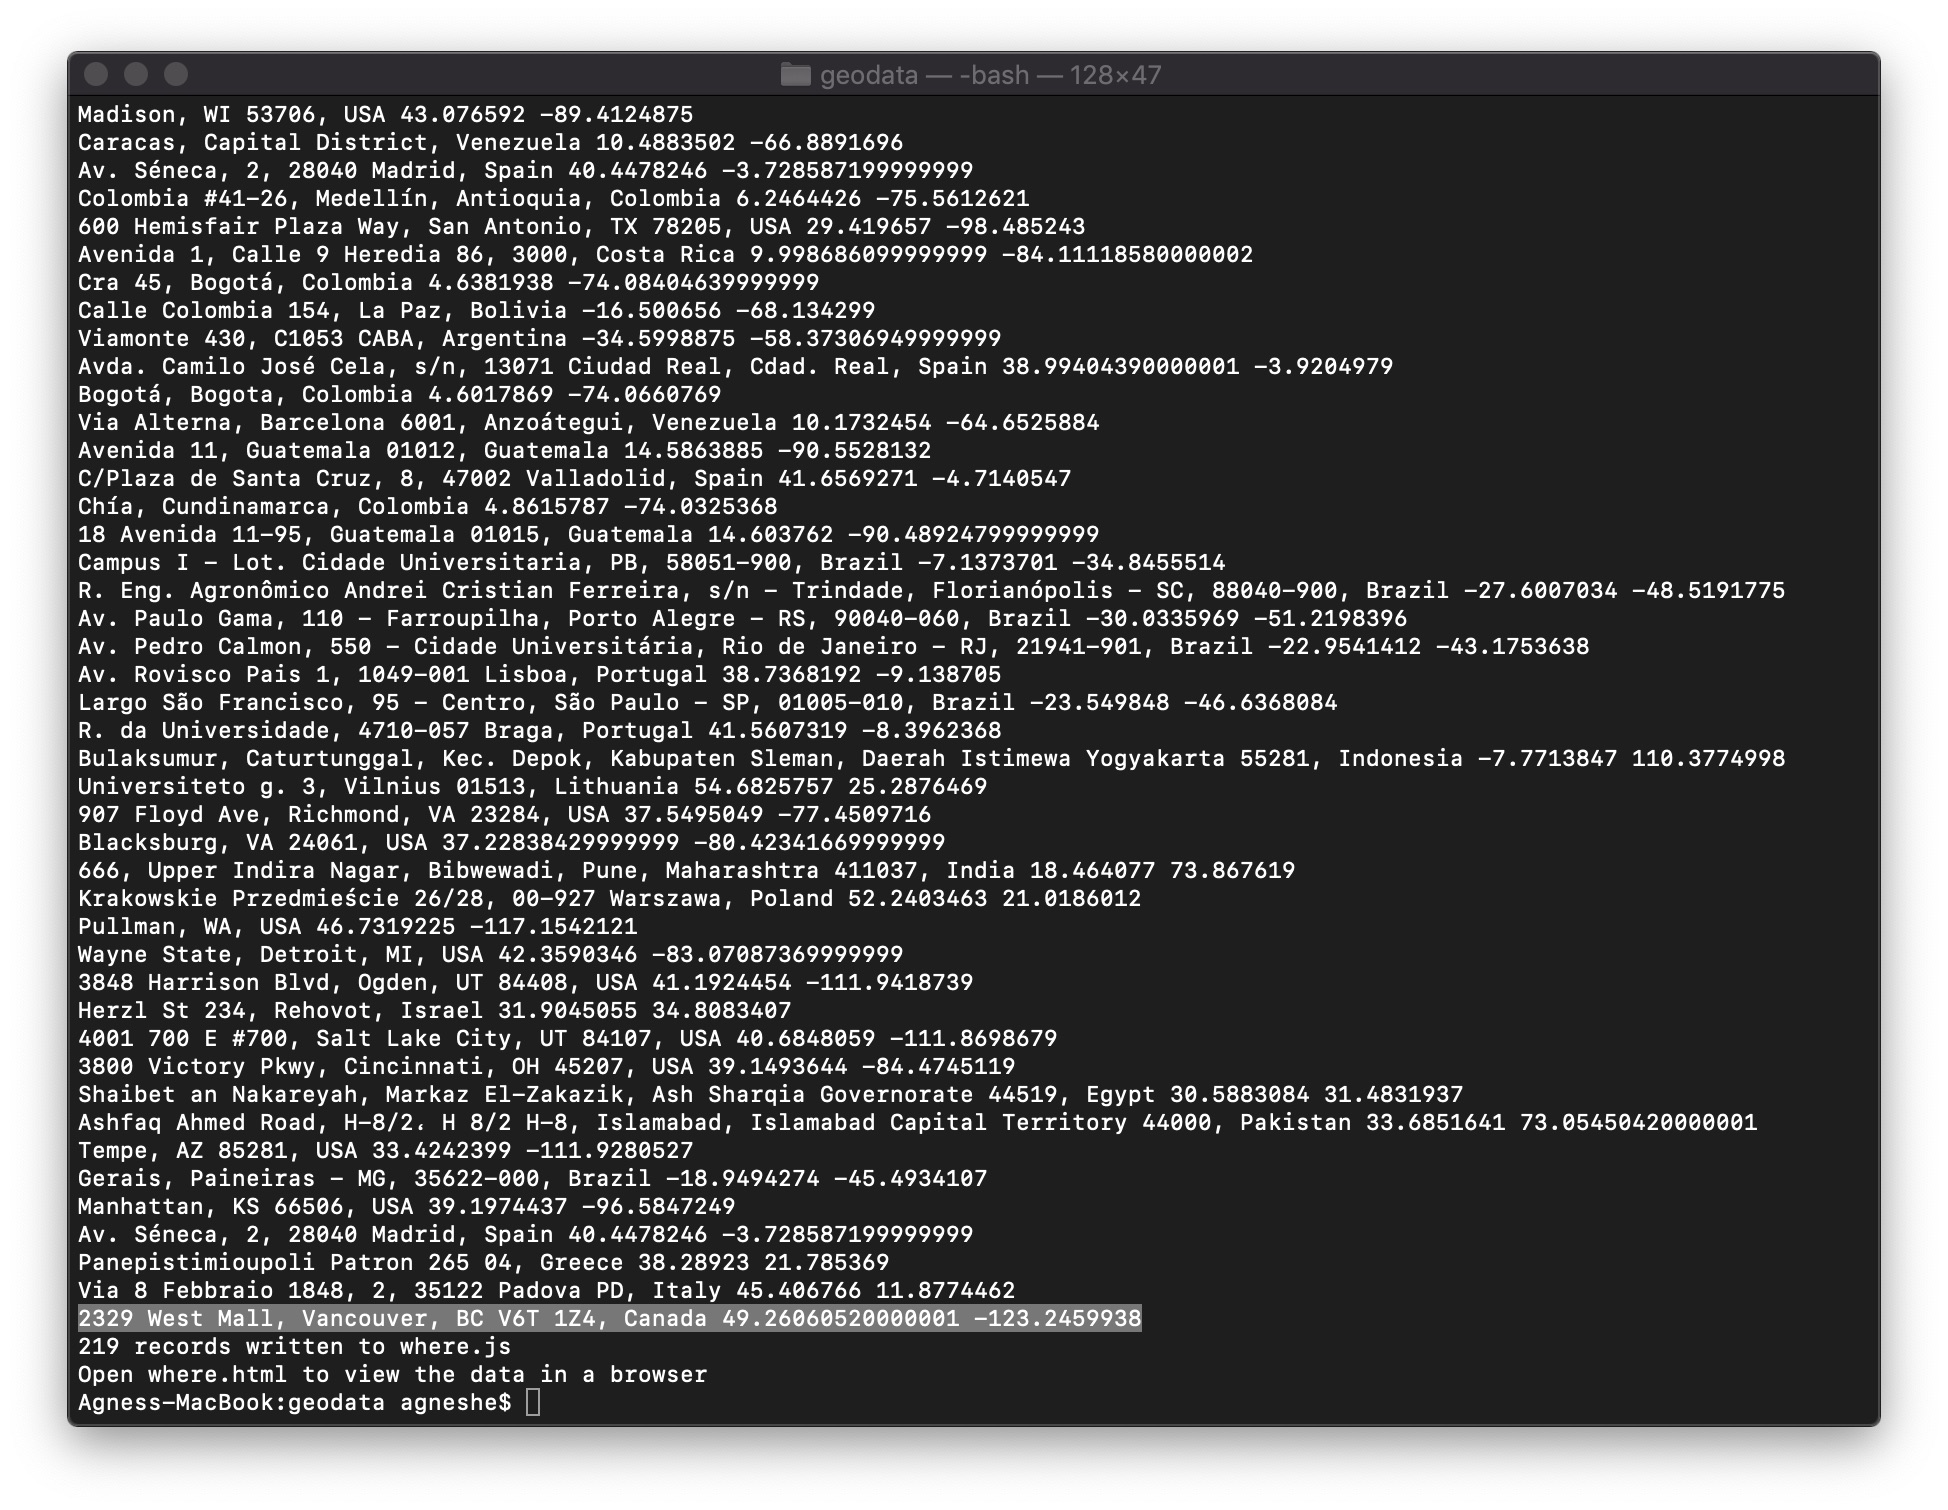 geodata — -bash — 128×47
Madison, WI 53706, USA 43.076592 -89.4124875
Caracas, Capital District, Venezuela 10.4883502 -66.8891696
Av. Séneca, 2, 28040 Madrid, Spain 40.4478246 -3.728587199999999
Colombia #41-26, Medellín, Antioquia, Colombia 6.2464426 -75.5612621
600 Hemisfair Plaza Way, San Antonio, TX 78205, USA 29.419657 -98.485243
Avenida 1, Calle 9 Heredia 86, 3000, Costa Rica 9.998686099999999 -84.11118580000002
Cra 45, Bogotá, Colombia 4.6381938 -74.08404639999999
Calle Colombia 154, La Paz, Bolivia -16.500656 -68.134299
Viamonte 430, C1053 CABA, Argentina -34.5998875 -58.37306949999999
Avda. Camilo José Cela, s/n, 13071 Ciudad Real, Cdad. Real, Spain 38.99404390000001 -3.9204979
Bogotá, Bogota, Colombia 4.6017869 -74.0660769
Via Alterna, Barcelona 6001, Anzoátegui, Venezuela 10.1732454 -64.6525884
Avenida 11, Guatemala 01012, Guatemala 14.5863885 -90.5528132
C/Plaza de Santa Cruz, 8, 47002 Valladolid, Spain 41.6569271 -4.7140547
Chía, Cundinamarca, Colombia 4.8615787 -74.0325368
18 Avenida 11-95, Guatemala 01015, Guatemala 14.603762 -90.48924799999999
Campus I - Lot. Cidade Universitaria, PB, 58051-900, Brazil -7.1373701 -34.8455514
R. Eng. Agronômico Andrei Cristian Ferreira, s/n - Trindade, Florianópolis - SC, 88040-900, Brazil -27.6007034 -48.5191775
Av. Paulo Gama, 110 - Farroupilha, Porto Alegre - RS, 90040-060, Brazil -30.0335969 -51.2198396
Av. Pedro Calmon, 550 - Cidade Universitária, Rio de Janeiro - RJ, 21941-901, Brazil -22.9541412 -43.1753638
Av. Rovisco Pais 1, 1049-001 Lisboa, Portugal 38.7368192 -9.138705
Largo São Francisco, 95 - Centro, São Paulo - SP, 01005-010, Brazil -23.549848 -46.6368084
R. da Universidade, 4710-057 Braga, Portugal 41.5607319 -8.3962368
Bulaksumur, Caturtunggal, Kec. Depok, Kabupaten Sleman, Daerah Istimewa Yogyakarta 55281, Indonesia -7.7713847 110.3774998
Universiteto g. 3, Vilnius 01513, Lithuania 54.6825757 25.2876469
907 Floyd Ave, Richmond, VA 23284, USA 37.5495049 -77.4509716
Blacksburg, VA 24061, USA 37.22838429999999 -80.42341669999999
666, Upper Indira Nagar, Bibwewadi, Pune, Maharashtra 411037, India 18.464077 73.867619
Krakowskie Przedmieście 26/28, 00-927 Warszawa, Poland 52.2403463 21.0186012
Pullman, WA, USA 46.7319225 -117.1542121
Wayne State, Detroit, MI, USA 42.3590346 -83.07087369999999
3848 Harrison Blvd, Ogden, UT 84408, USA 41.1924454 -111.9418739
Herzl St 234, Rehovot, Israel 31.9045055 34.8083407
4001 700 E #700, Salt Lake City, UT 84107, USA 40.6848059 -111.8698679
3800 Victory Pkwy, Cincinnati, OH 45207, USA 39.1493644 -84.4745119
Shaibet an Nakareyah, Markaz El-Zakazik, Ash Sharqia Governorate 44519, Egypt 30.5883084 31.4831937
Ashfaq Ahmed Road, H-8/2، H 8/2 H-8, Islamabad, Islamabad Capital Territory 44000, Pakistan 33.6851641 73.05450420000001
Tempe, AZ 85281, USA 33.4242399 -111.9280527
Gerais, Paineiras - MG, 35622-000, Brazil -18.9494274 -45.4934107
Manhattan, KS 66506, USA 39.1974437 -96.5847249
Av. Séneca, 2, 28040 Madrid, Spain 40.4478246 -3.728587199999999
Panepistimioupoli Patron 265 04, Greece 38.28923 21.785369
Via 8 Febbraio 1848, 2, 35122 Padova PD, Italy 45.406766 11.8774462
2329 West Mall, Vancouver, BC V6T 1Z4, Canada 49.26060520000001 -123.2459938
219 records written to where.js
Open where.html to view the data in a browser
Agness-MacBook:geodata agneshe$